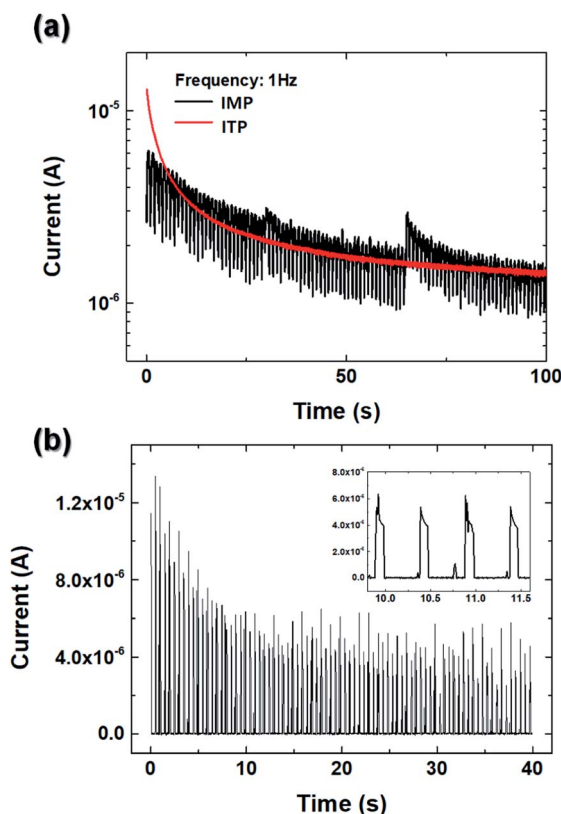 (a)
Frequency: 1Hz
IMP
ITP
10⁻⁵
10⁻⁶
Current (A)
0
50
100
Time (s)
(b)
1.2x10⁻⁵
8.0x10⁻⁶
4.0x10⁻⁶
0.0
Current (A)
8.0x10⁻⁶
6.0x10⁻⁶
4.0x10⁻⁶
2.0x10⁻⁶
0.0
10.0 10.5 11.0 11.5
0 10 20 30 40
Time (s)